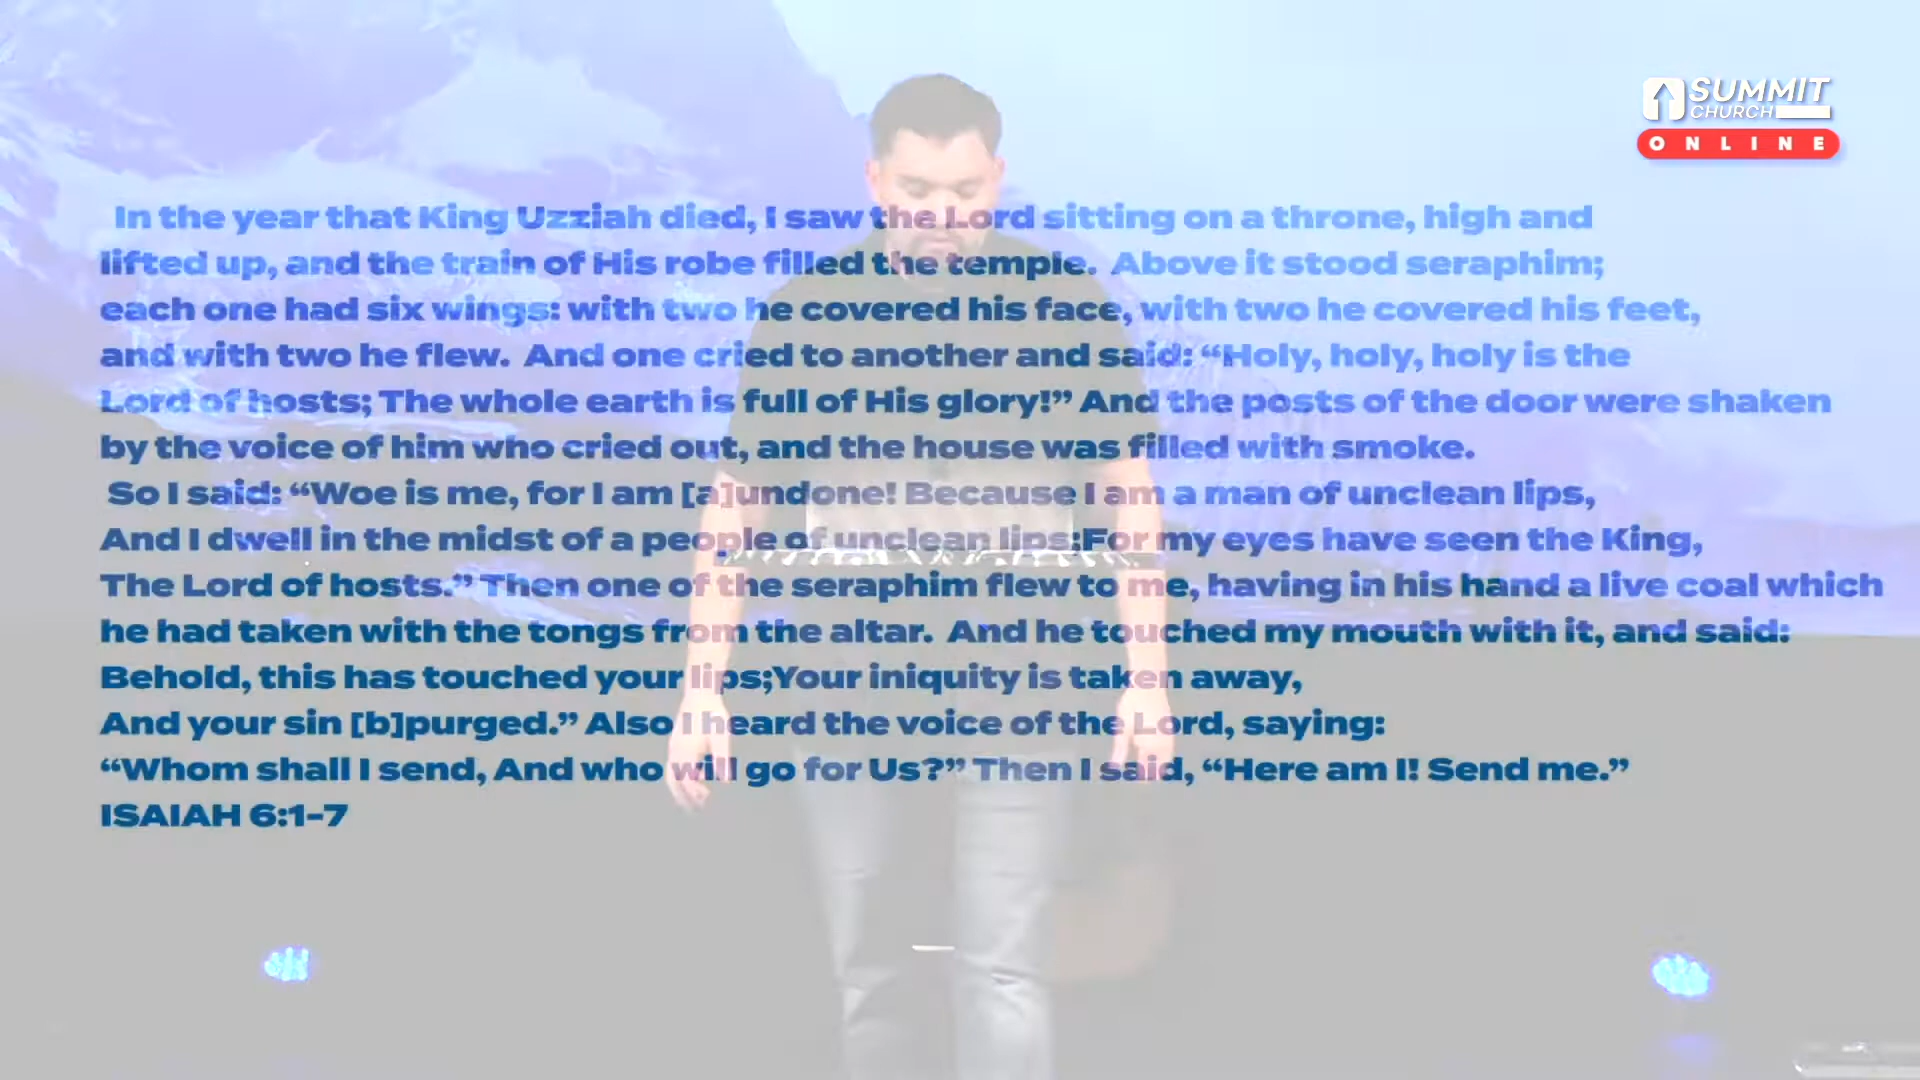 SUMMIT
CHURCH
ONLINE
In the year that King Uzziah died, I saw the Lord sitting on a throne, high and
lifted up, and the train of His robe filled the temple. Above it stood seraphim;
each one had six wings: with two he covered his face, with two he covered his feet,
and with two he flew. And one cried to another and said: “Holy, holy, holy is the
Lord of hosts; The whole earth is full of His glory!” And the posts of the door were shaken
by the voice of him who cried out, and the house was filled with smoke.
So I said: “Woe is me, for I am [a]undone! Because I am a man of unclean lips,
And I dwell in the midst of a people of unclean lips;For my eyes have seen the King,
The Lord of hosts.” Then one of the seraphim flew to me, having in his hand a live coal which
he had taken with the tongs from the altar. And he touched my mouth with it, and said:
Behold, this has touched your lips;Your iniquity is taken away,
And your sin [b]purged.” Also I heard the voice of the Lord, saying:
“Whom shall I send, And who will go for Us?” Then I said, “Here am I! Send me.”
ISAIAH 6:1-7